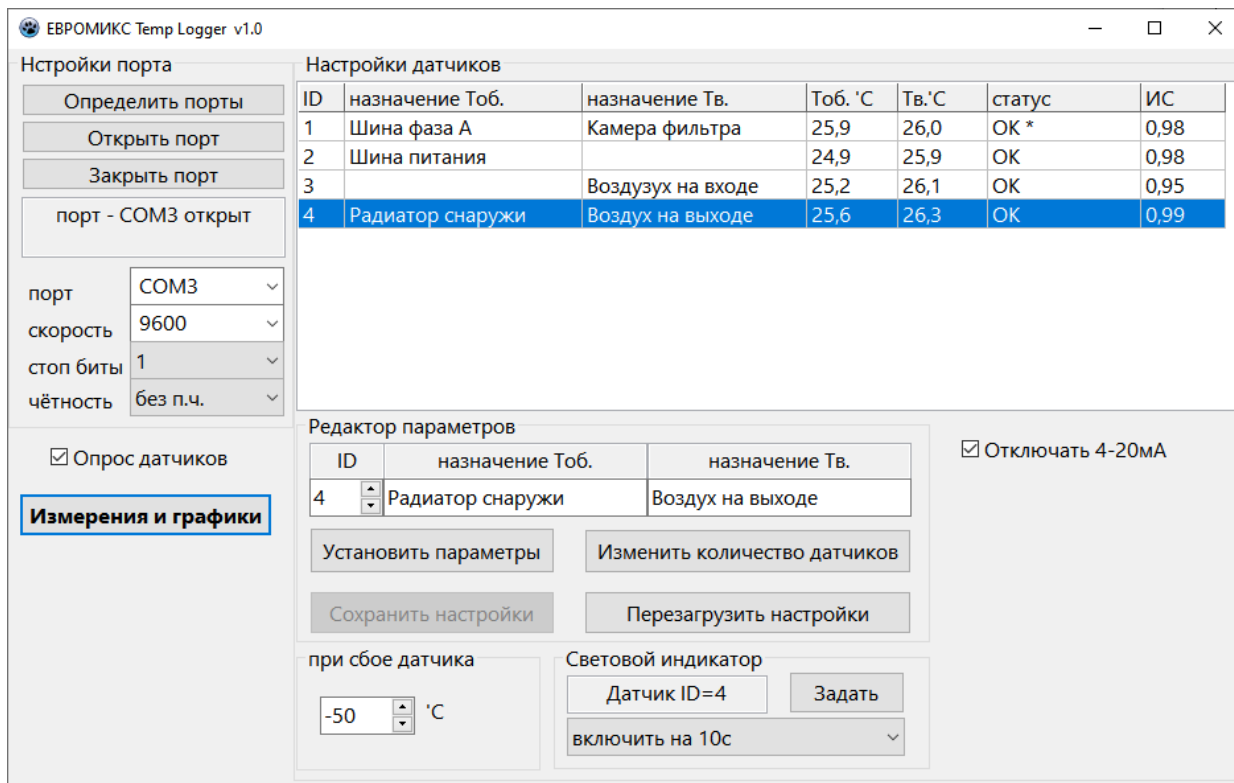 ЕВРОМИКС Temp Logger v1.0
Нстройки порта
Определить порты
Открыть порт
Закрыть порт
порт - COM3 открыт
порт COM3
скорость 9600
стоп биты 1
чётность без п.ч.
Опрос датчиков
Измерения и графики
Настройки датчиков
ID назначение Тоб. назначение Тв. Тоб. 'C Тв.'C статус ИС
1 Шина фаза А Камера фильтра 25,9 26,0 OK * 0,98
2 Шина питания 24,9 25,9 OK 0,98
3 Воздузух на входе 25,2 26,1 OK 0,95
4 Радиатор снаружи Воздух на выходе 25,6 26,3 OK 0,99
Редактор параметров
ID назначение Тоб. назначение Тв.
4 Радиатор снаружи Воздух на выходе
Установить параметры Изменить количество датчиков
Сохранить настройки Перезагрузить настройки
Отключать 4-20мА
при сбое датчика
-50 'C
Световой индикатор
Датчик ID=4 Задать
включить на 10с